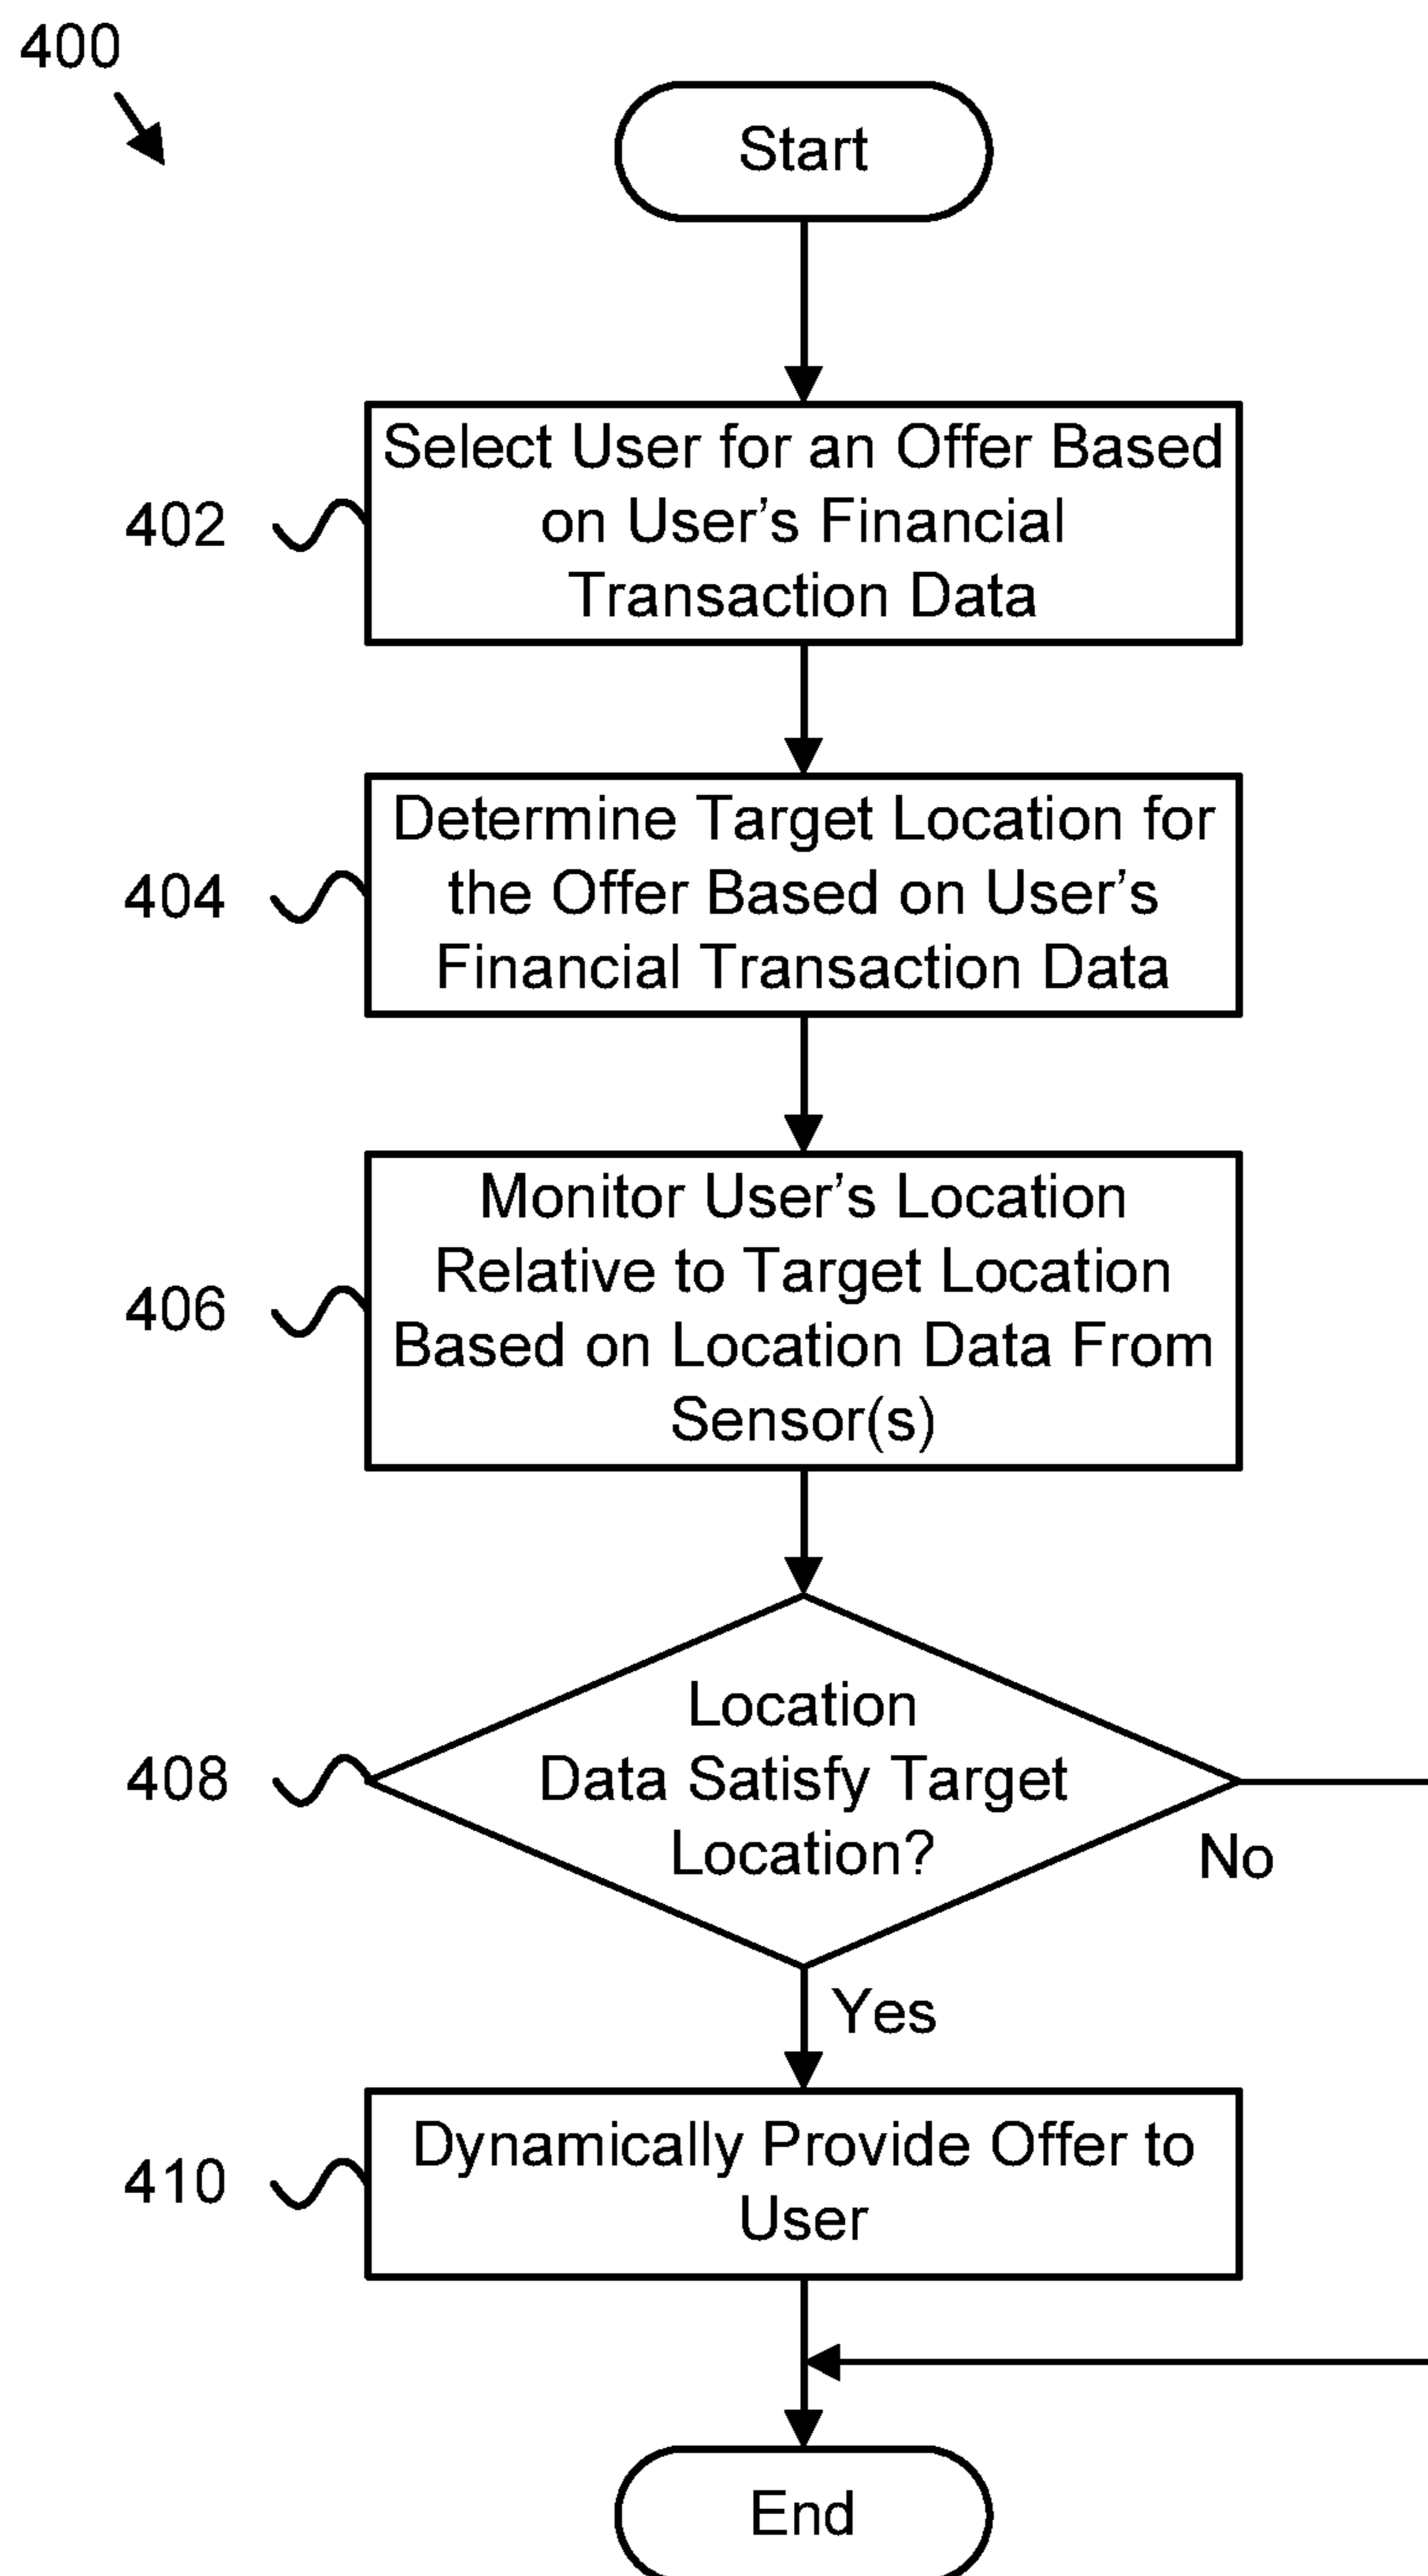 400
Start
402
Select User for an Offer Based
on User’s Financial
Transaction Data
404
Determine Target Location for
the Offer Based on User’s
Financial Transaction Data
406
Monitor User’s Location
Relative to Target Location
Based on Location Data From
Sensor(s)
408
Location
Data Satisfy Target
Location?
No
Yes
410
Dynamically Provide Offer to
User
End